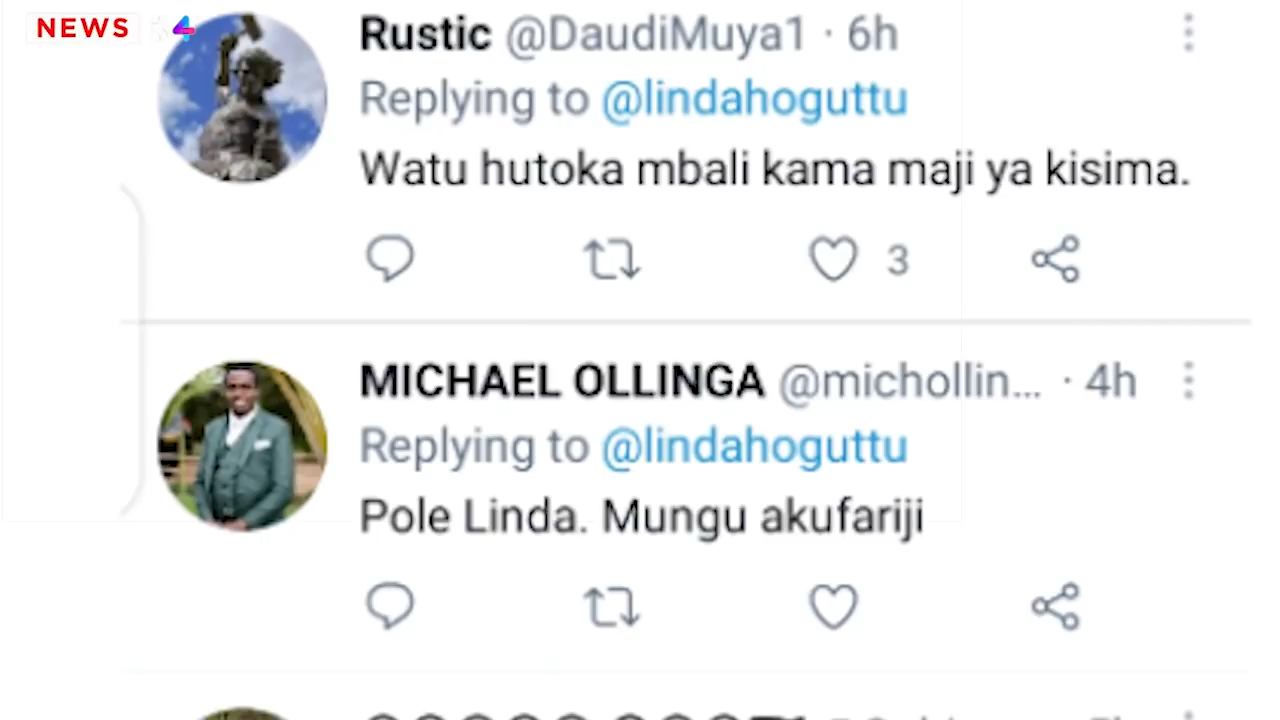 NEWS
Rustic @DaudiMuya1 · 6h
Replying to @lindahoguttu
Watu hutoka mbali kama maji ya kisima.
3
MICHAEL OLLINGA @michollin... · 4h
Replying to @lindahoguttu
Pole Linda. Mungu akufariji